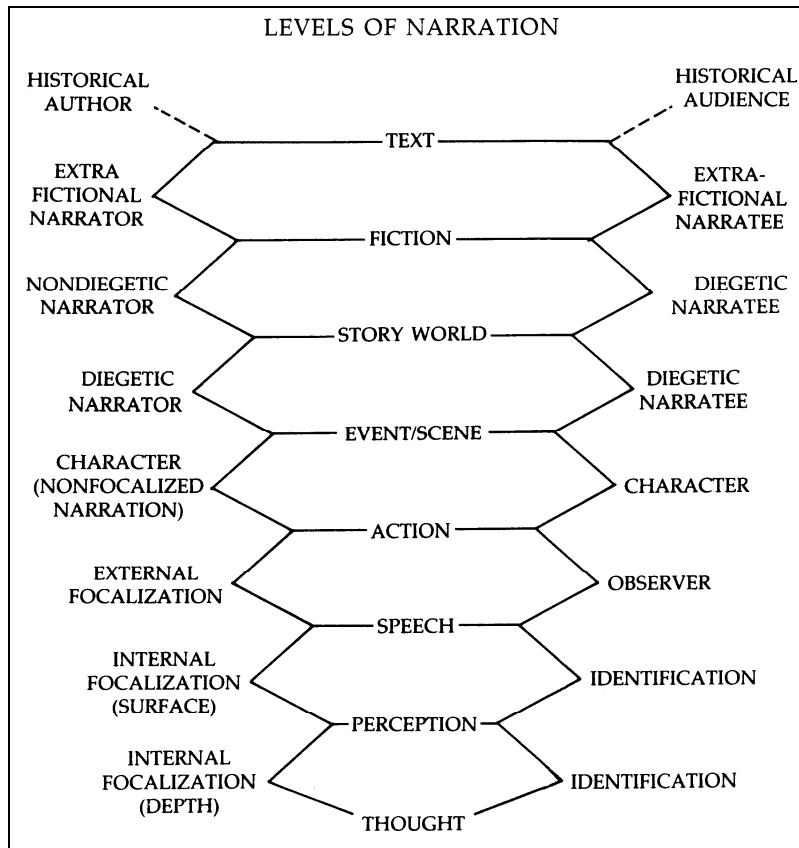 LEVELS OF NARRATION
HISTORICAL
AUTHOR
HISTORICAL
AUDIENCE
TEXT
EXTRA
FICTIONAL
NARRATOR
EXTRA-
FICTIONAL
NARRATEE
FICTION
NONDIEGETIC
NARRATOR
DIEGETIC
NARRATEE
STORY WORLD
DIEGETIC
NARRATOR
DIEGETIC
NARRATEE
EVENT/SCENE
CHARACTER
(NONFOCALIZED
NARRATION)
CHARACTER
ACTION
EXTERNAL
FOCALIZATION
OBSERVER
SPEECH
INTERNAL
FOCALIZATION
(SURFACE)
IDENTIFICATION
PERCEPTION
INTERNAL
FOCALIZATION
(DEPTH)
IDENTIFICATION
THOUGHT